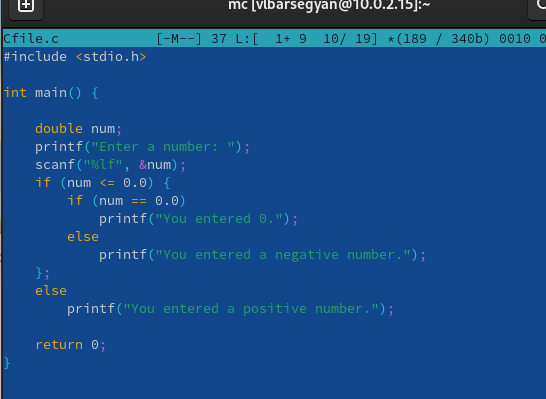 mc [vlbarsegyan@10.0.2.15]:~
Cfile.c [-M--] 37 L:[ 1+ 9 10/ 19] *(189 / 340b) 0010 0
#include <stdio.h>
int main() {
double num;
printf("Enter a number: ");
scanf("%lf", &num);
if (num <= 0.0) {
if (num == 0.0)
printf("You entered 0.");
else
printf("You entered a negative number.");
};
else
printf("You entered a positive number.");
return 0;
}